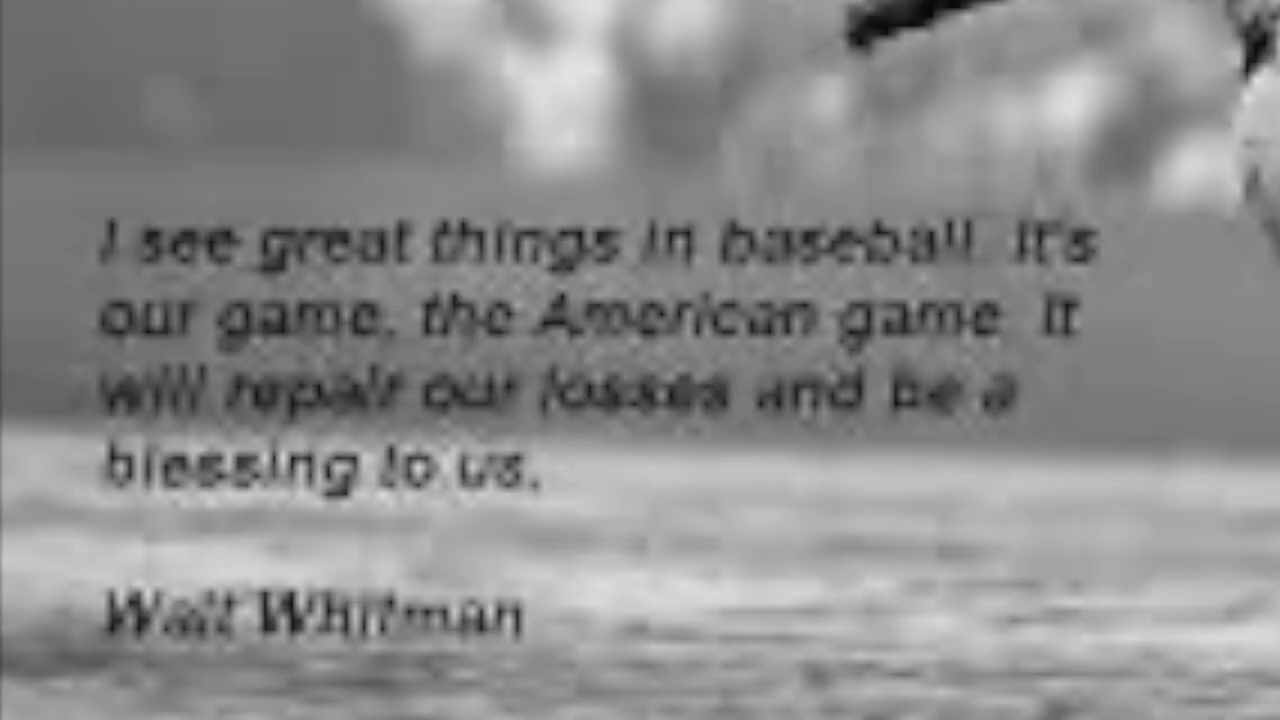 I see great things in baseball. It's
our game, the American game. It
will repair our losses and be a
blessing to us.
Walt Whitman